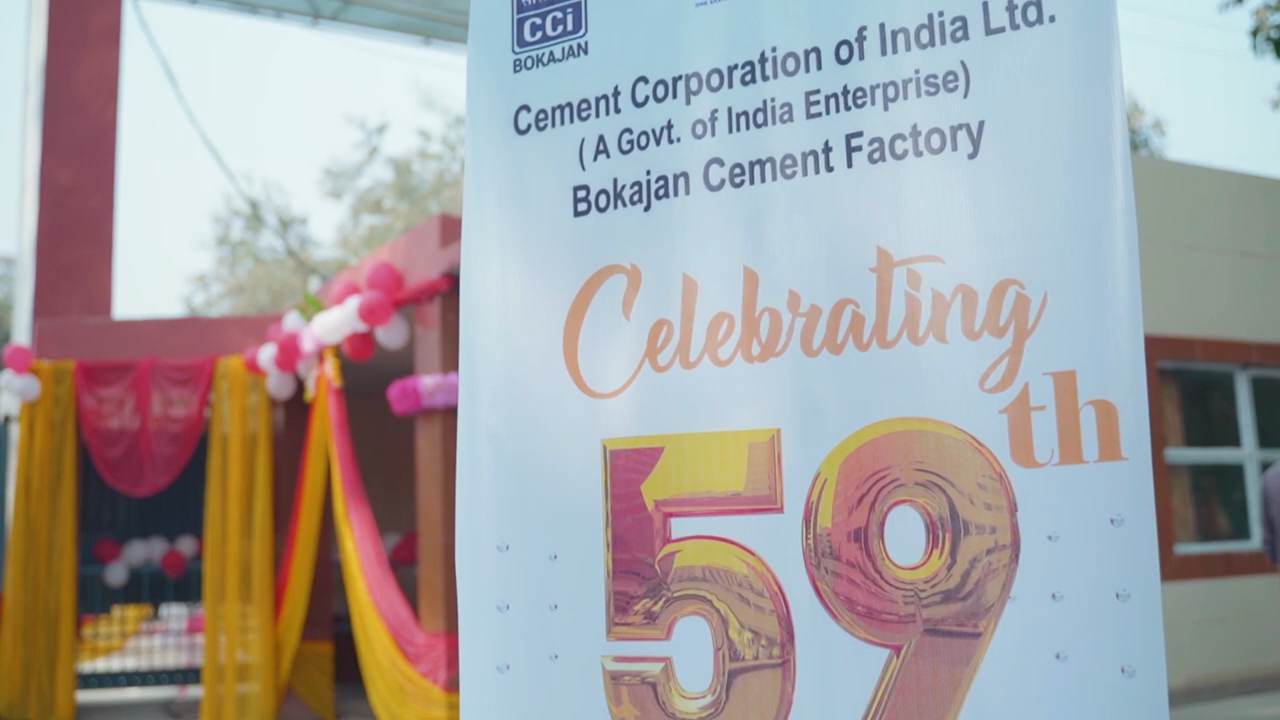 CCi
BOKAJAN
Cement Corporation of India Ltd.
( A Govt. of India Enterprise)
Bokajan Cement Factory
Celebrating
59th